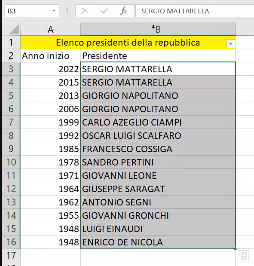 B3 fx SERGIO MATTARELLA
A B
1 Elenco presidenti della repubblica
2 Anno inizio Presidente
3 2022 SERGIO MATTARELLA
4 2015 SERGIO MATTARELLA
5 2013 GIORGIO NAPOLITANO
6 2006 GIORGIO NAPOLITANO
7 1999 CARLO AZEGLIO CIAMPI
8 1992 OSCAR LUIGI SCALFARO
9 1985 FRANCESCO COSSIGA
10 1978 SANDRO PERTINI
11 1971 GIOVANNI LEONE
12 1964 GIUSEPPE SARAGAT
13 1962 ANTONIO SEGNI
14 1955 GIOVANNI GRONCHI
15 1948 LUIGI EINAUDI
16 1948 ENRICO DE NICOLA
17